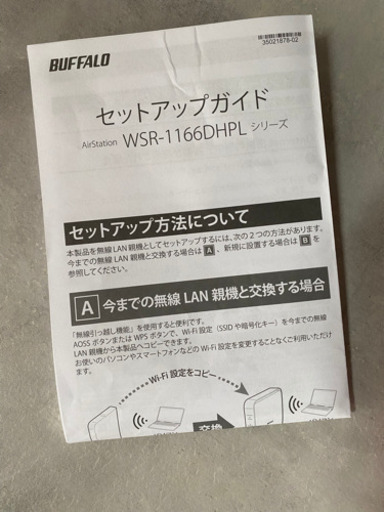 BUFFALO
35021878-02
セットアップガイド
AirStation WSR-1166DHPL シリーズ
セットアップ方法について
本製品を無線LAN親機としてセットアップするには、次の2つの方法があります。
今までの無線LAN親機と交換する場合は A 、新規に設置する場合は B を
参照してください。
A 今までの無線 LAN 親機と交換する場合
「無線引っ越し機能」を使用すると便利です。
AOSSボタンまたはWPSボタンで、Wi-Fi設定(SSIDや暗号化キー)を今までの無線
LAN親機から本製品へコピーできます。
お使いのパソコンやスマートフォンなどのWi-Fi設定を変更することなくご利用いただけ
Wi-Fi 設定をコピー
交換